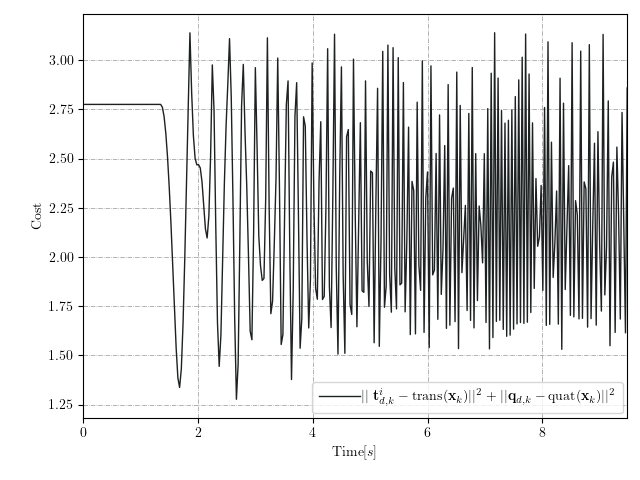 3.00
2.75
2.50
2.25
2.00
1.75
1.50
1.25
Cost
|| t^i_{d,k} − trans(x_k)||² + ||q_{d,k} − quat(x_k)||²
0 2 4 6 8
Time[s]